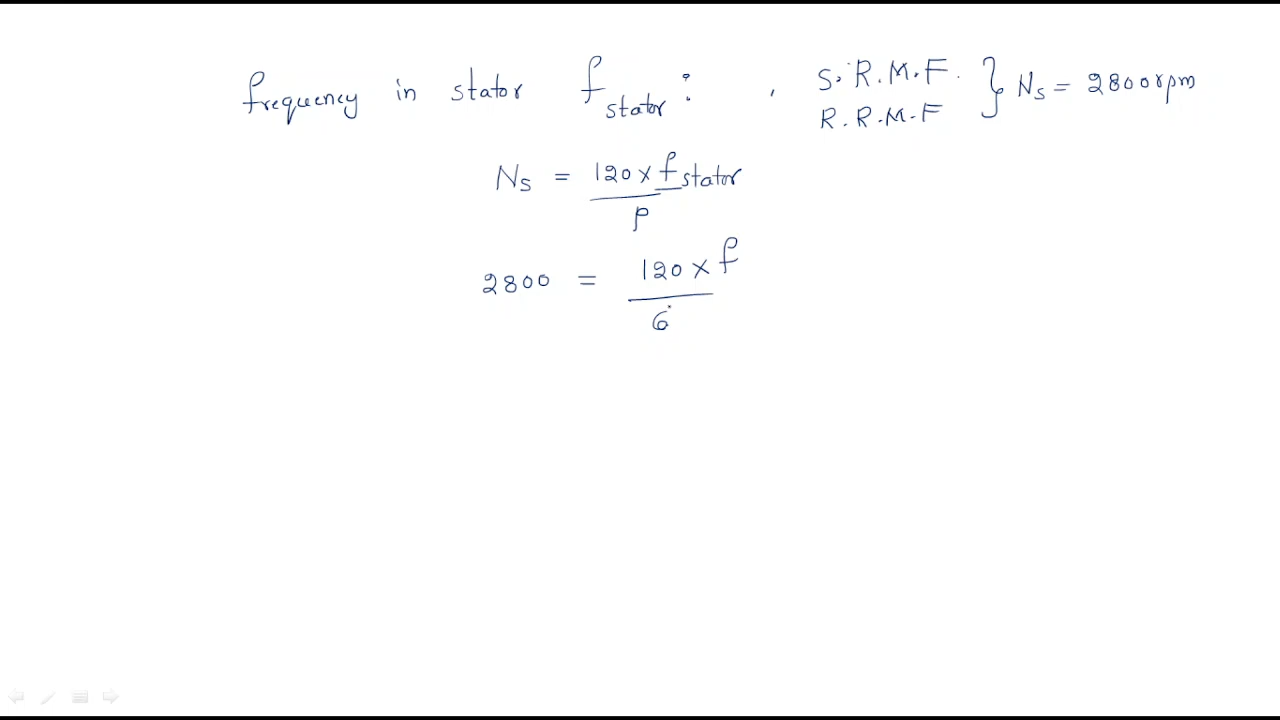 frequency in stator f stator : , S.R.M.F. } Ns = 2800 rpm
R.R.M.F
Ns = 120 x f stator
P
2800 = 120 x f
6